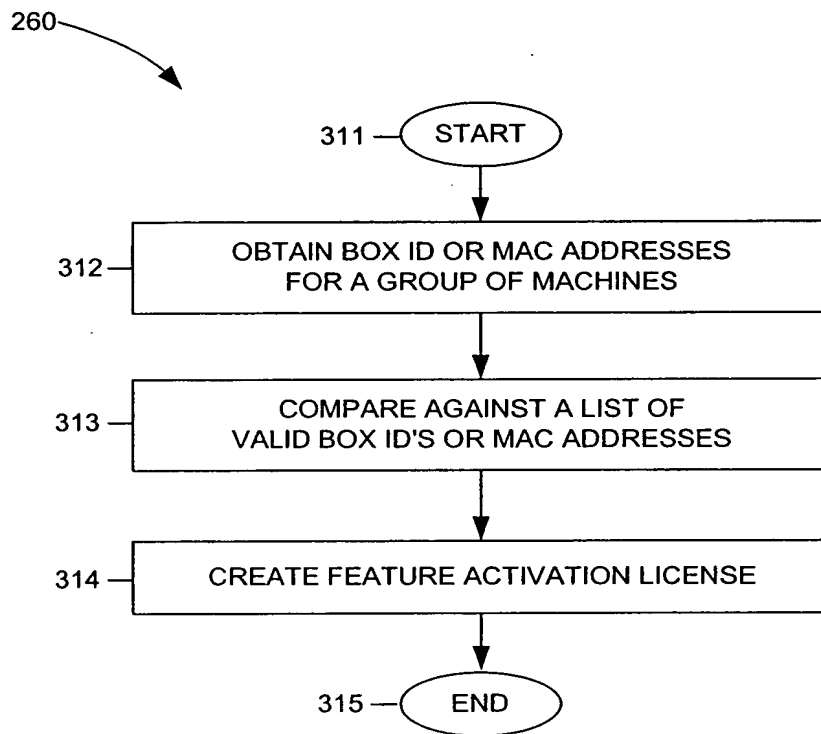 260
311
START
312
OBTAIN BOX ID OR MAC ADDRESSES
FOR A GROUP OF MACHINES
313
COMPARE AGAINST A LIST OF
VALID BOX ID'S OR MAC ADDRESSES
314
CREATE FEATURE ACTIVATION LICENSE
315
END